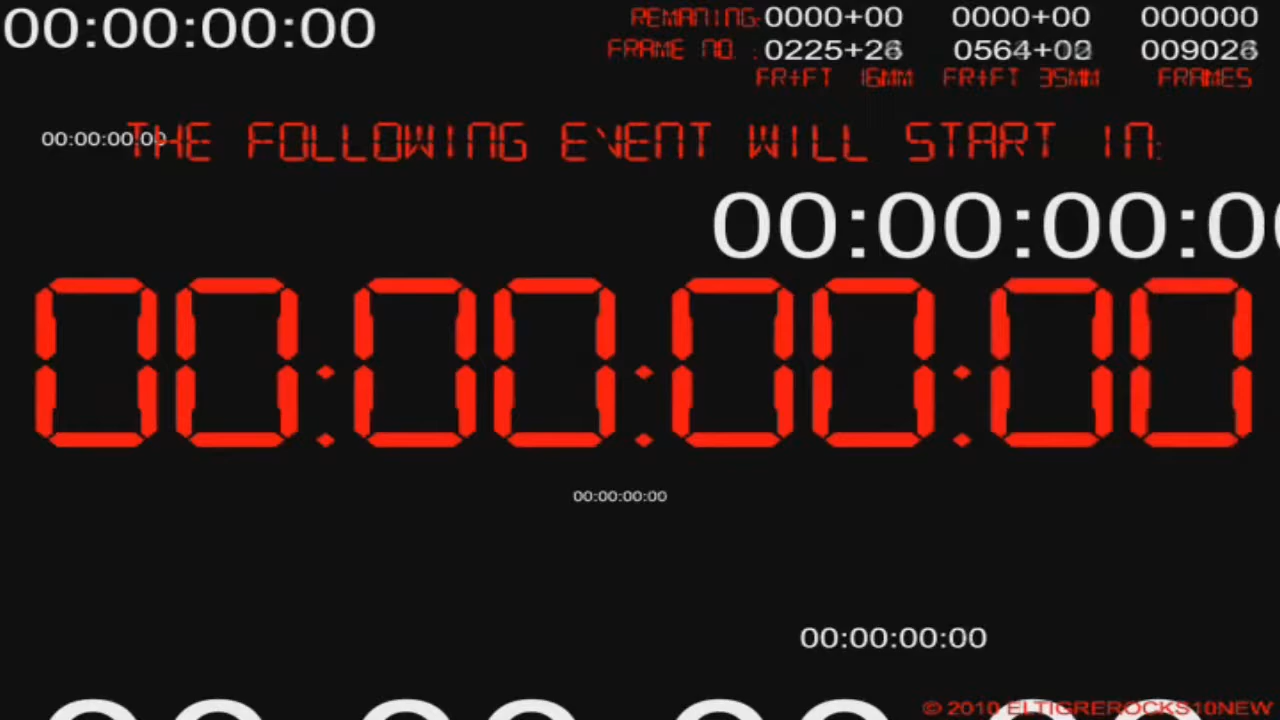 00:00:00:00
REMAINING: 0000+00 0000+00 000000
FRAME NO. : 0225+26 0564+02 009026
FR+FT 16MM FR+FT 35MM FRAMES
00:00:00:00
THE FOLLOWING EVENT WILL START IN:
00:00:00:0
00:00:00:00
00:00:00:00
00:00:00:00
© 2010 ELTIGREROCKS10NEW